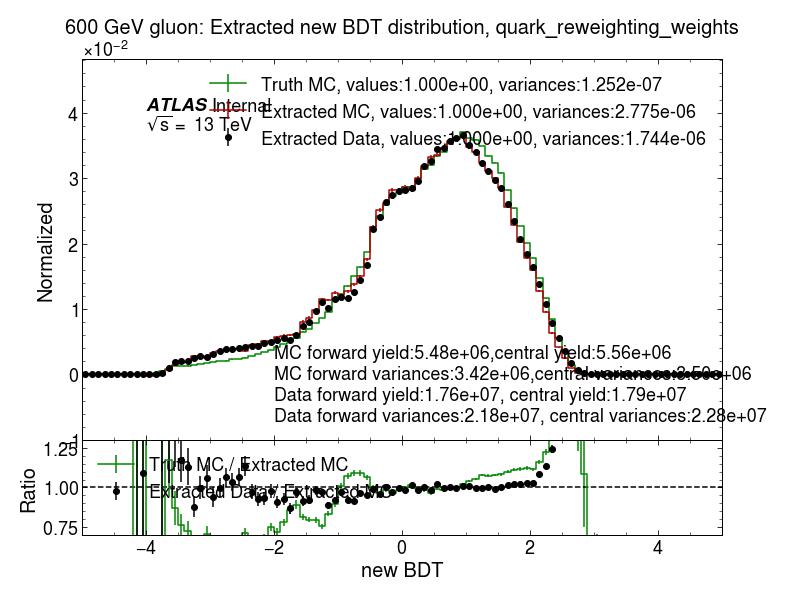 600 GeV gluon: Extracted new BDT distribution, quark_reweighting_weights
×10⁻²
Truth MC, values:1.000e+00, variances:1.252e-07
ATLAS Internal
Extracted MC, values:1.000e+00, variances:2.775e-06
√s = 13 TeV
Extracted Data, values:1.000e+00, variances:1.744e-06
4
3
2
1
0
Normalized
MC forward yield:5.48e+06,central yield:5.56e+06
MC forward variances:3.42e+06,central variances:3.50e+06
Data forward yield:1.76e+07, central yield:1.79e+07
Data forward variances:2.18e+07, central variances:2.28e+07
1.25
1.00
0.75
Ratio
Truth MC / Extracted MC
Extracted Data / Extracted MC
−4 −2 0 2 4
new BDT